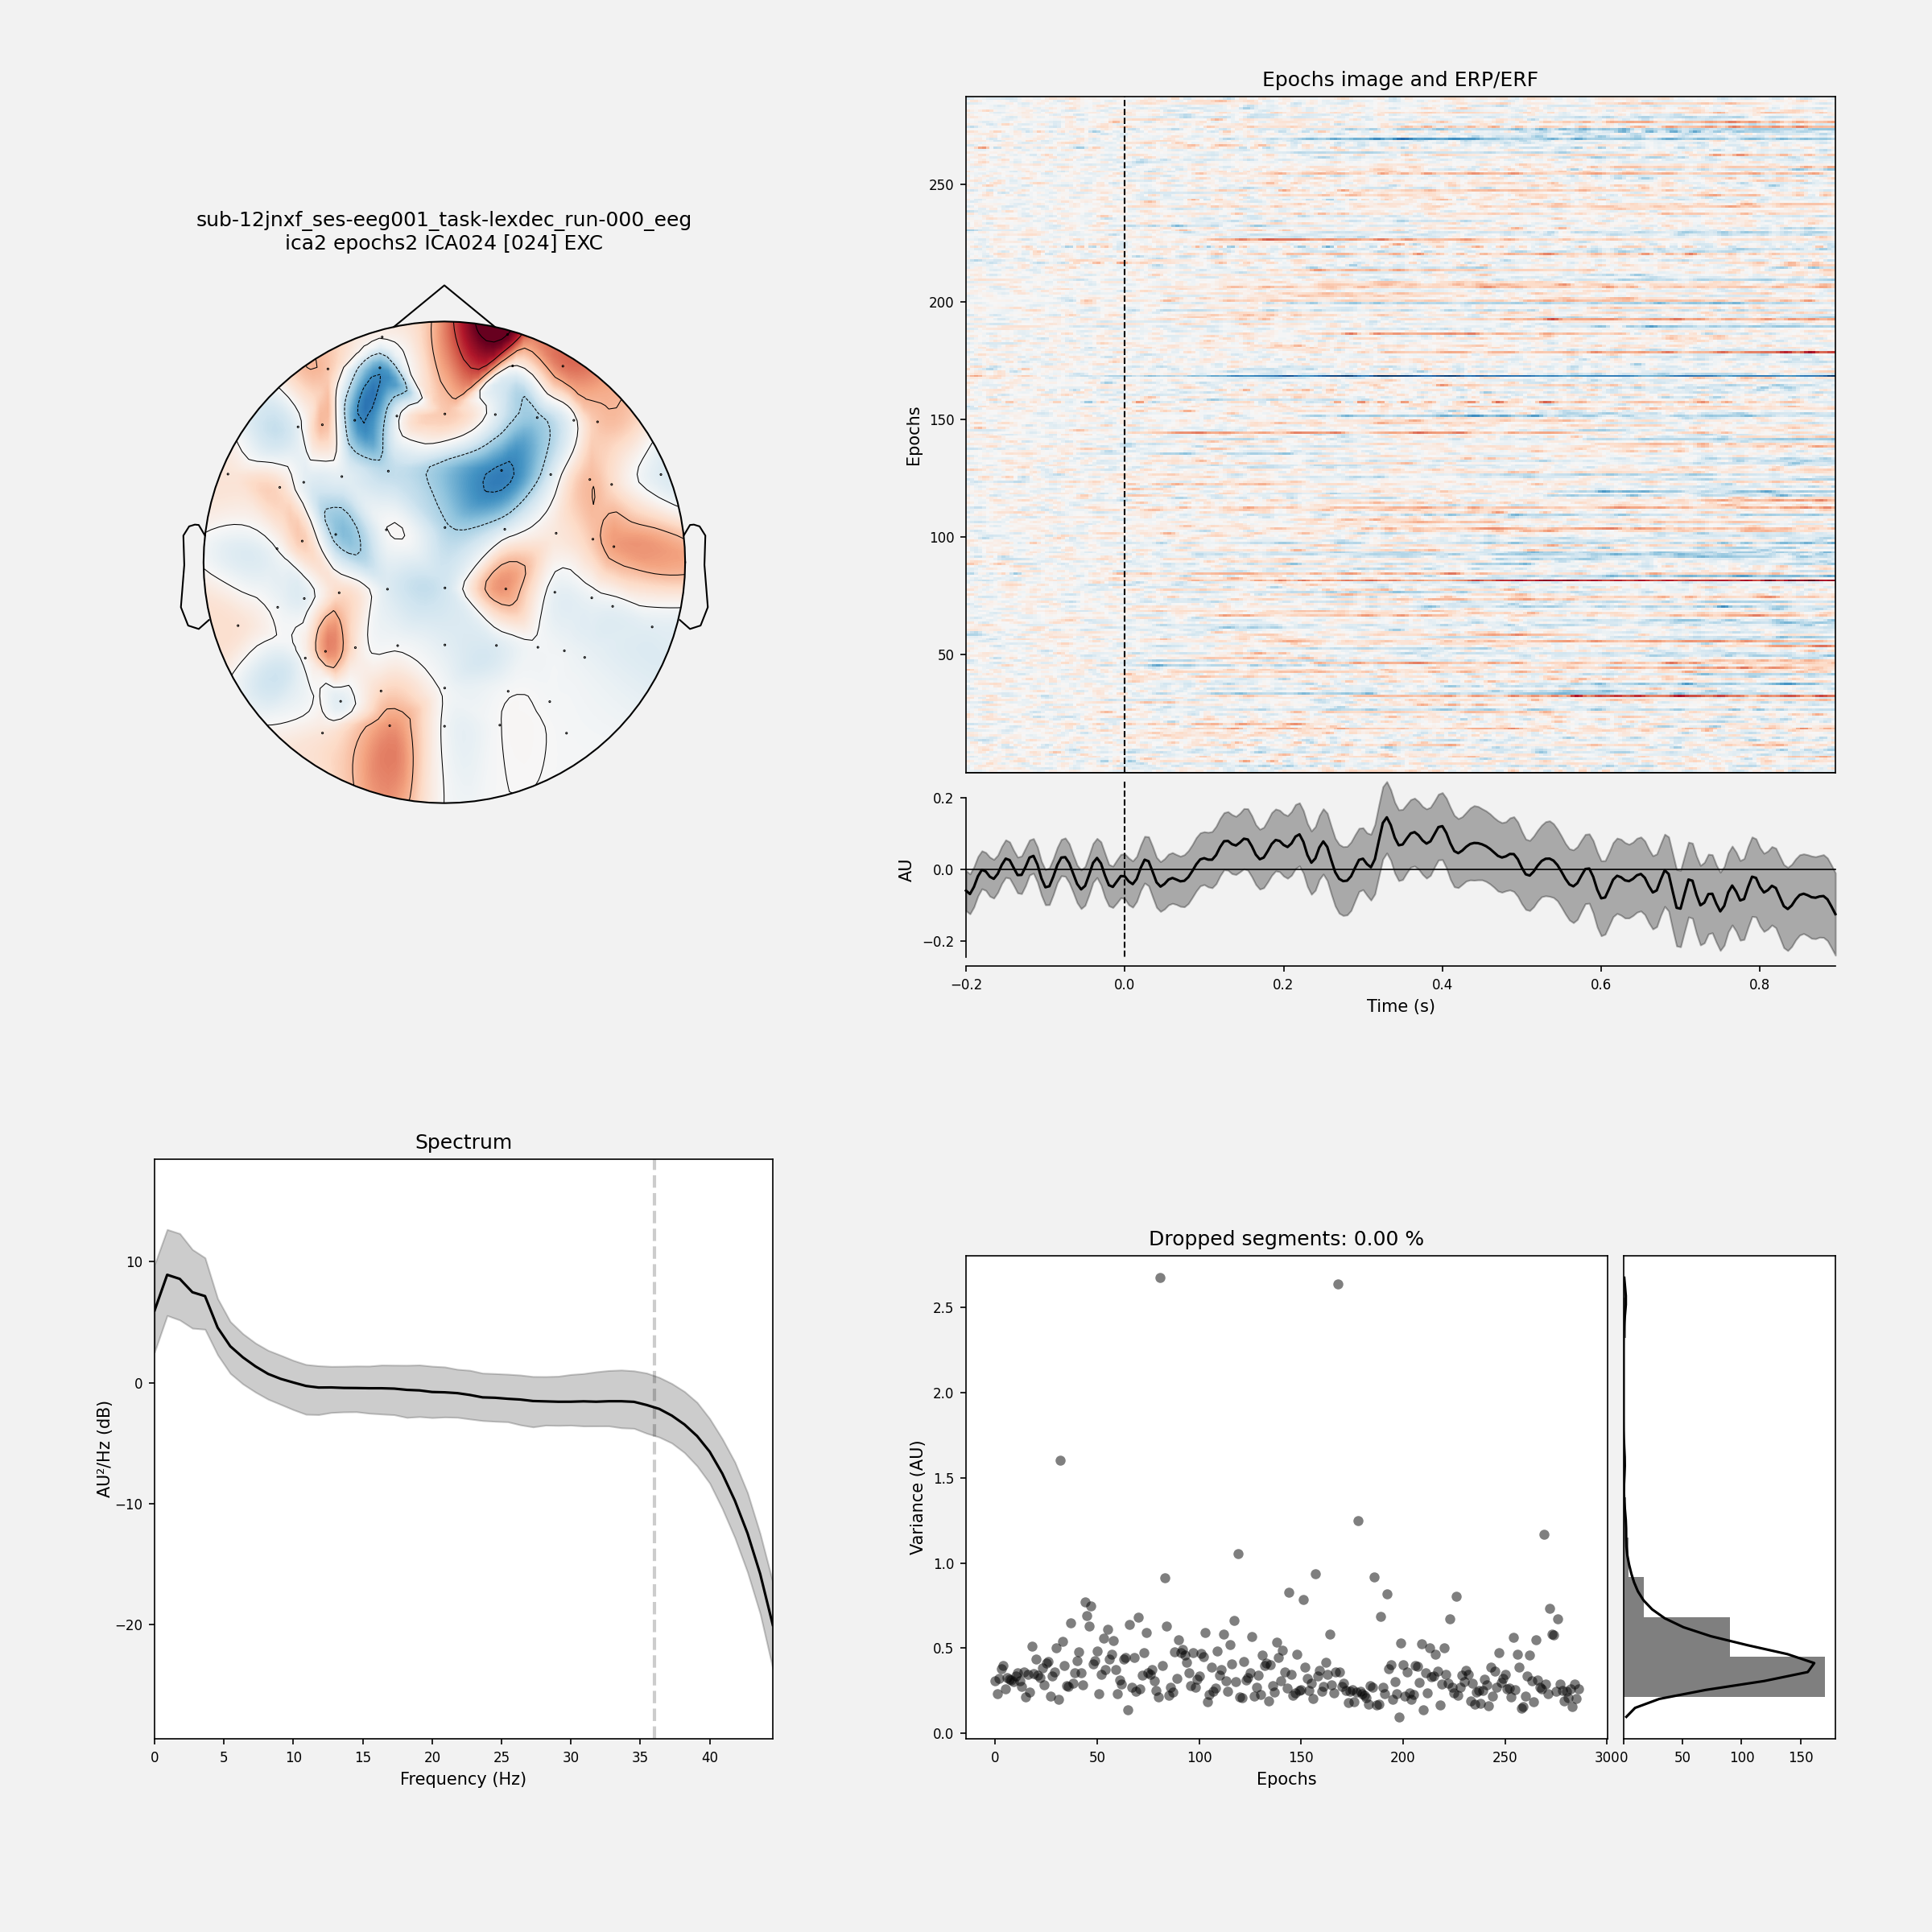 Epochs image and ERP/ERF
sub-12jnxf_ses-eeg001_task-lexdec_run-000_eeg
ica2 epochs2 ICA024 [024] EXC
Epochs
250
200
150
100
50
AU
0.2
0.0
−0.2
−0.2 0.0 0.2 0.4 0.6 0.8
Time (s)
Spectrum
AU²/Hz (dB)
10
0
−10
−20
0 5 10 15 20 25 30 35 40
Frequency (Hz)
Dropped segments: 0.00 %
Variance (AU)
2.5
2.0
1.5
1.0
0.5
0.0
0 50 100 150 200 250 300
Epochs
0 50 100 150